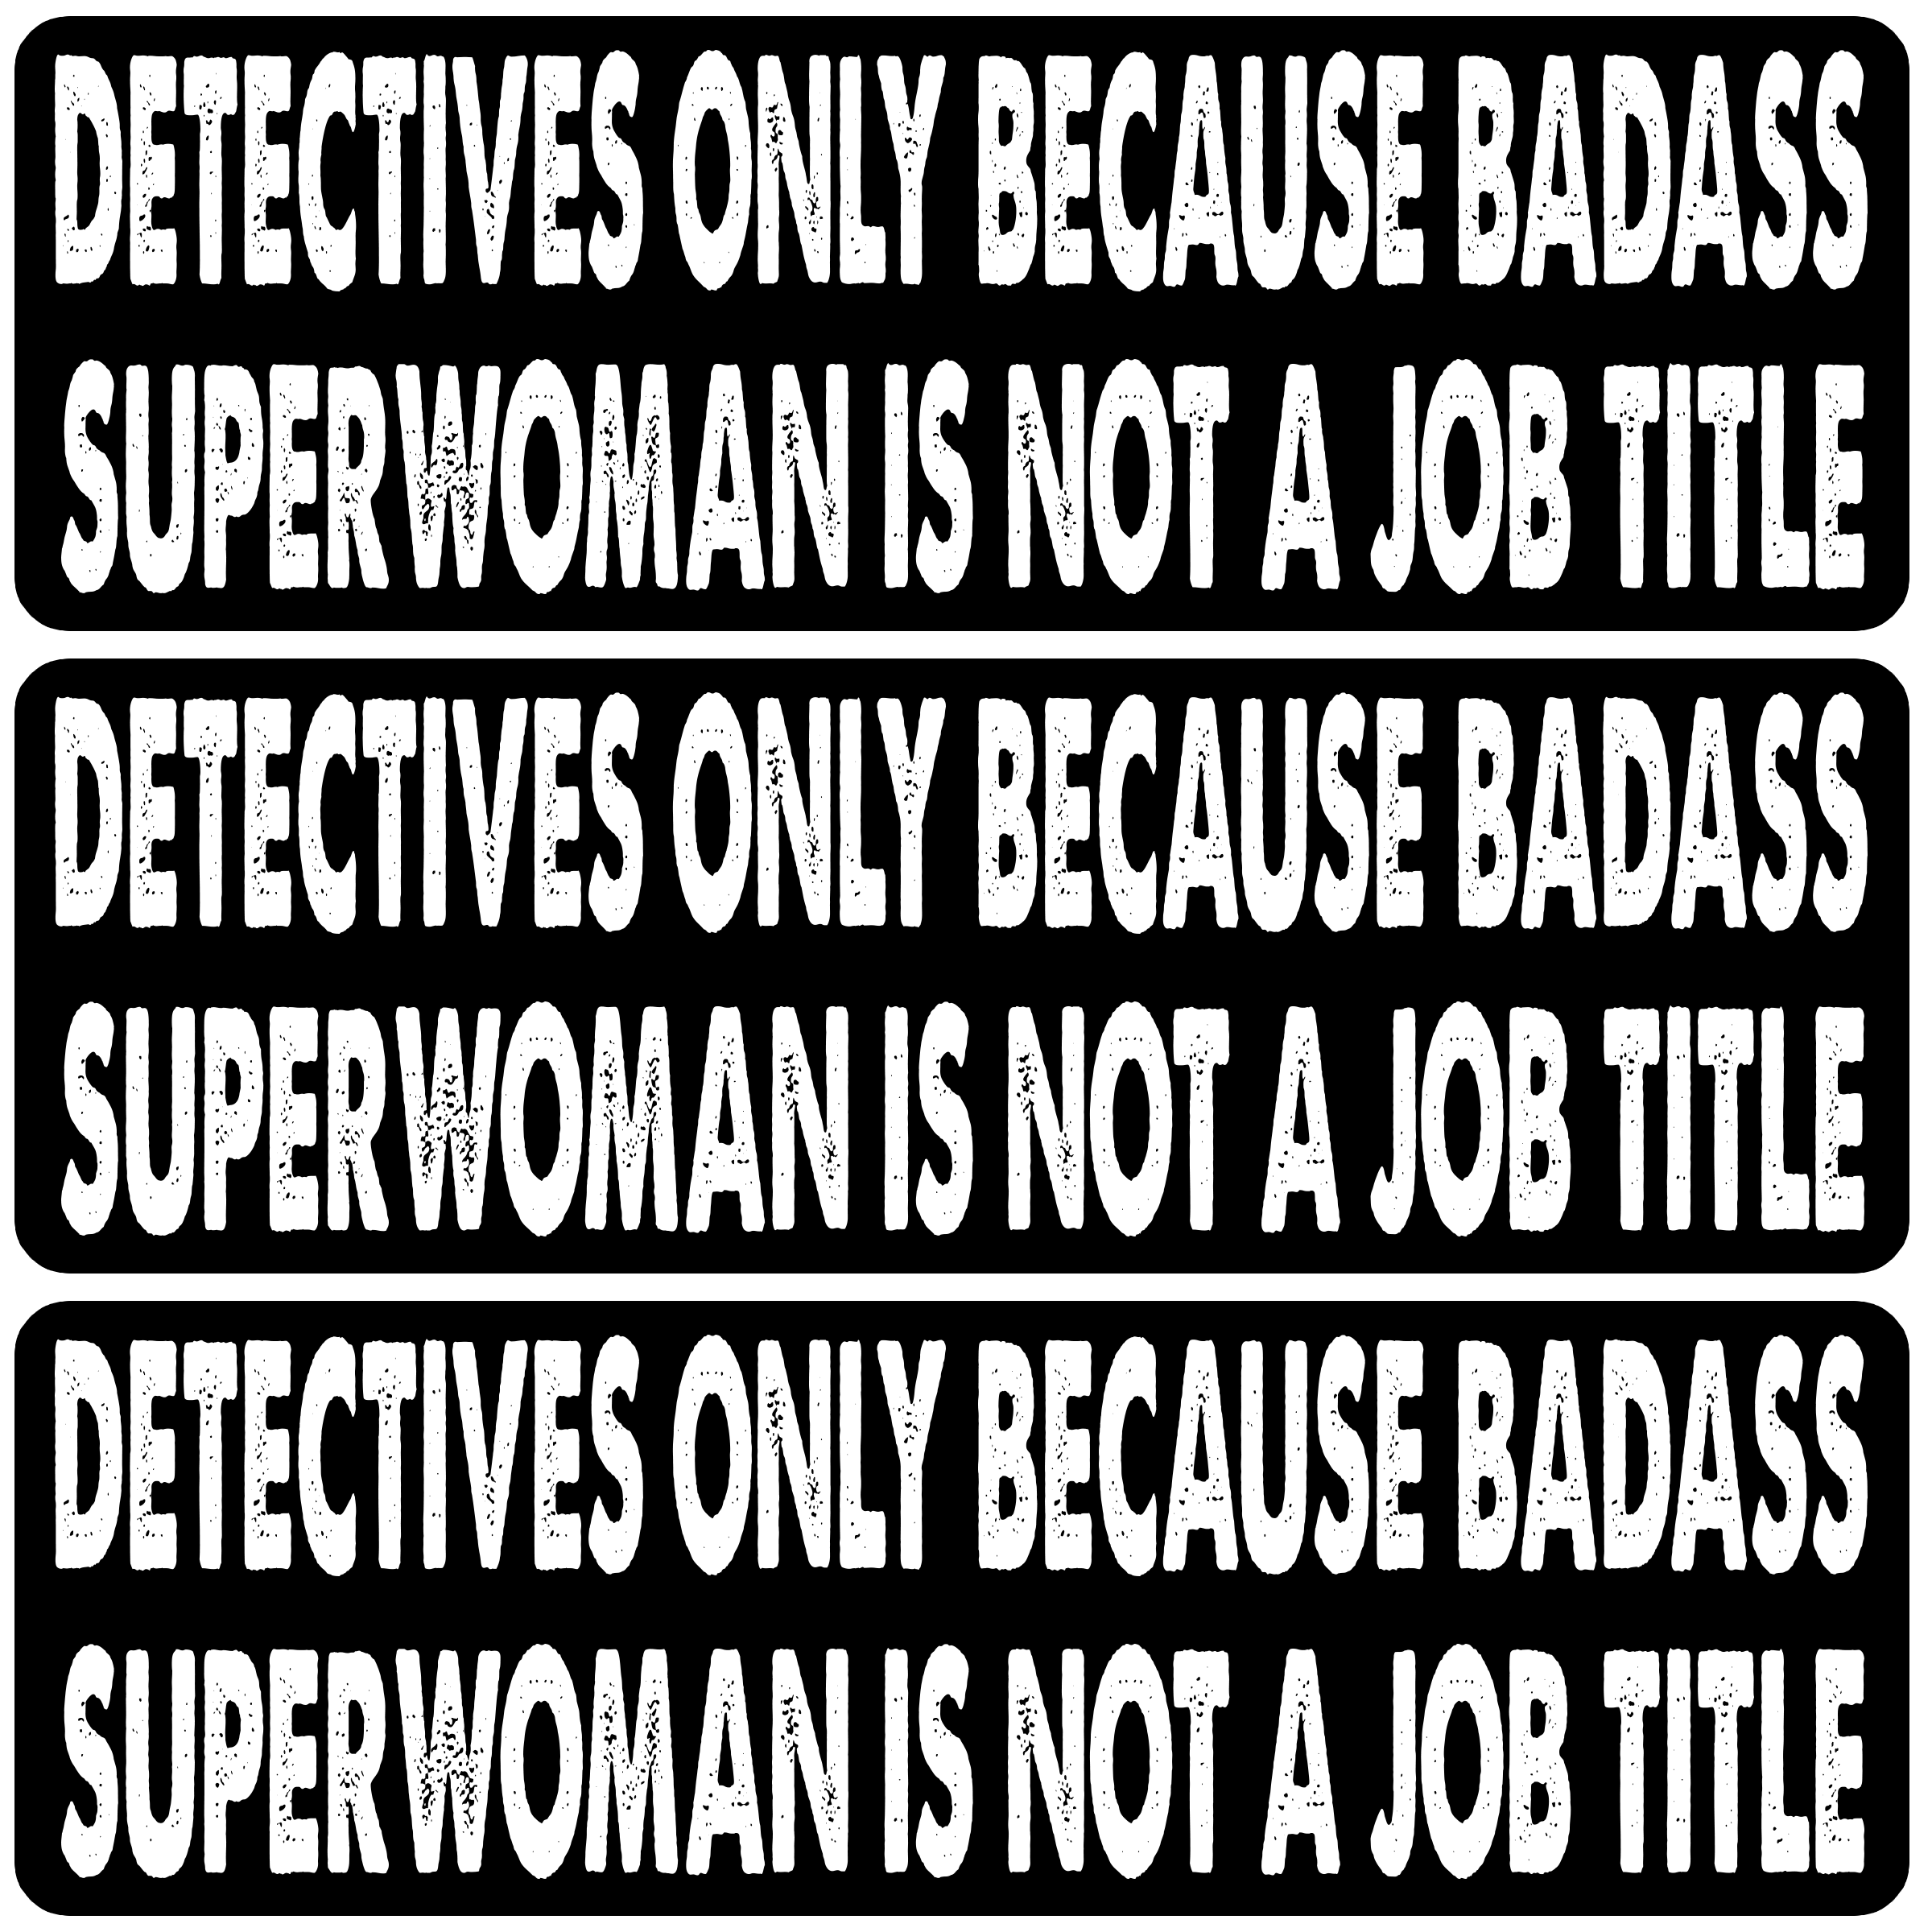 DETECTIVES ONLY BECAUSE BADASS
SUPERWOMAN IS NOT A JOB TITLE
DETECTIVES ONLY BECAUSE BADASS
SUPERWOMAN IS NOT A JOB TITLE
DETECTIVES ONLY BECAUSE BADASS
SUPERWOMAN IS NOT A JOB TITLE